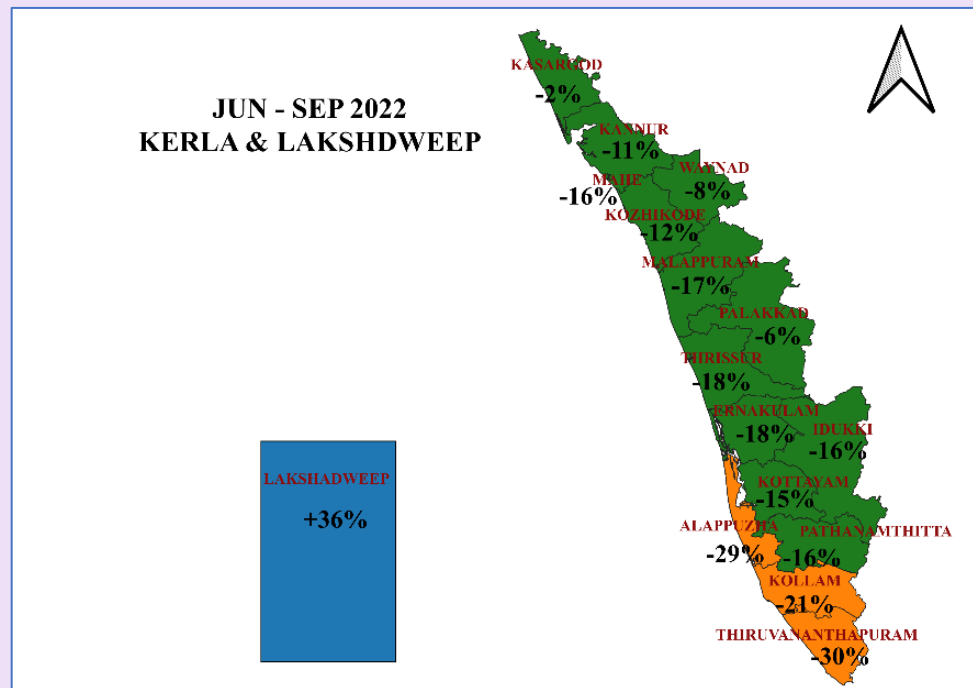 JUN - SEP 2022
KERLA & LAKSHDWEEP
KASARGOD
-2%
KANNUR
-11%
WAYNAD
-8%
MAHE
-16%
KOZHIKODE
-12%
MALAPPURAM
-17%
PALAKKAD
-6%
THRISSUR
-18%
ERNAKULAM
-18%
IDUKKI
-16%
KOTTAYAM
-15%
ALAPPUZHA
-29%
PATHANAMTHITTA
-16%
KOLLAM
-21%
THIRUVANANTHAPURAM
-30%
LAKSHADWEEP
+36%